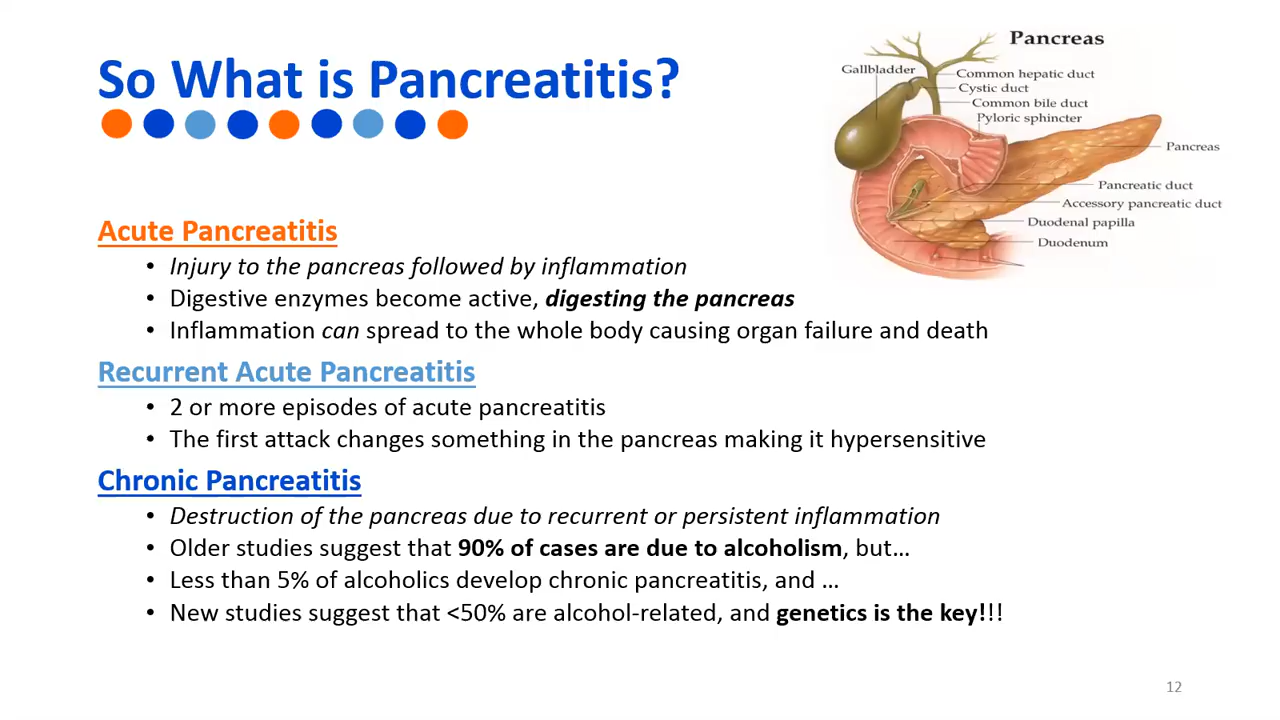 So What is Pancreatitis?
Pancreas
Gallbladder
Common hepatic duct
Cystic duct
Common bile duct
Pyloric sphincter
Pancreas
Pancreatic duct
Accessory pancreatic duct
Duodenal papilla
Duodenum
Acute Pancreatitis
• Injury to the pancreas followed by inflammation
• Digestive enzymes become active, digesting the pancreas
• Inflammation can spread to the whole body causing organ failure and death
Recurrent Acute Pancreatitis
• 2 or more episodes of acute pancreatitis
• The first attack changes something in the pancreas making it hypersensitive
Chronic Pancreatitis
• Destruction of the pancreas due to recurrent or persistent inflammation
• Older studies suggest that 90% of cases are due to alcoholism, but…
• Less than 5% of alcoholics develop chronic pancreatitis, and …
• New studies suggest that <50% are alcohol-related, and genetics is the key!!!
12